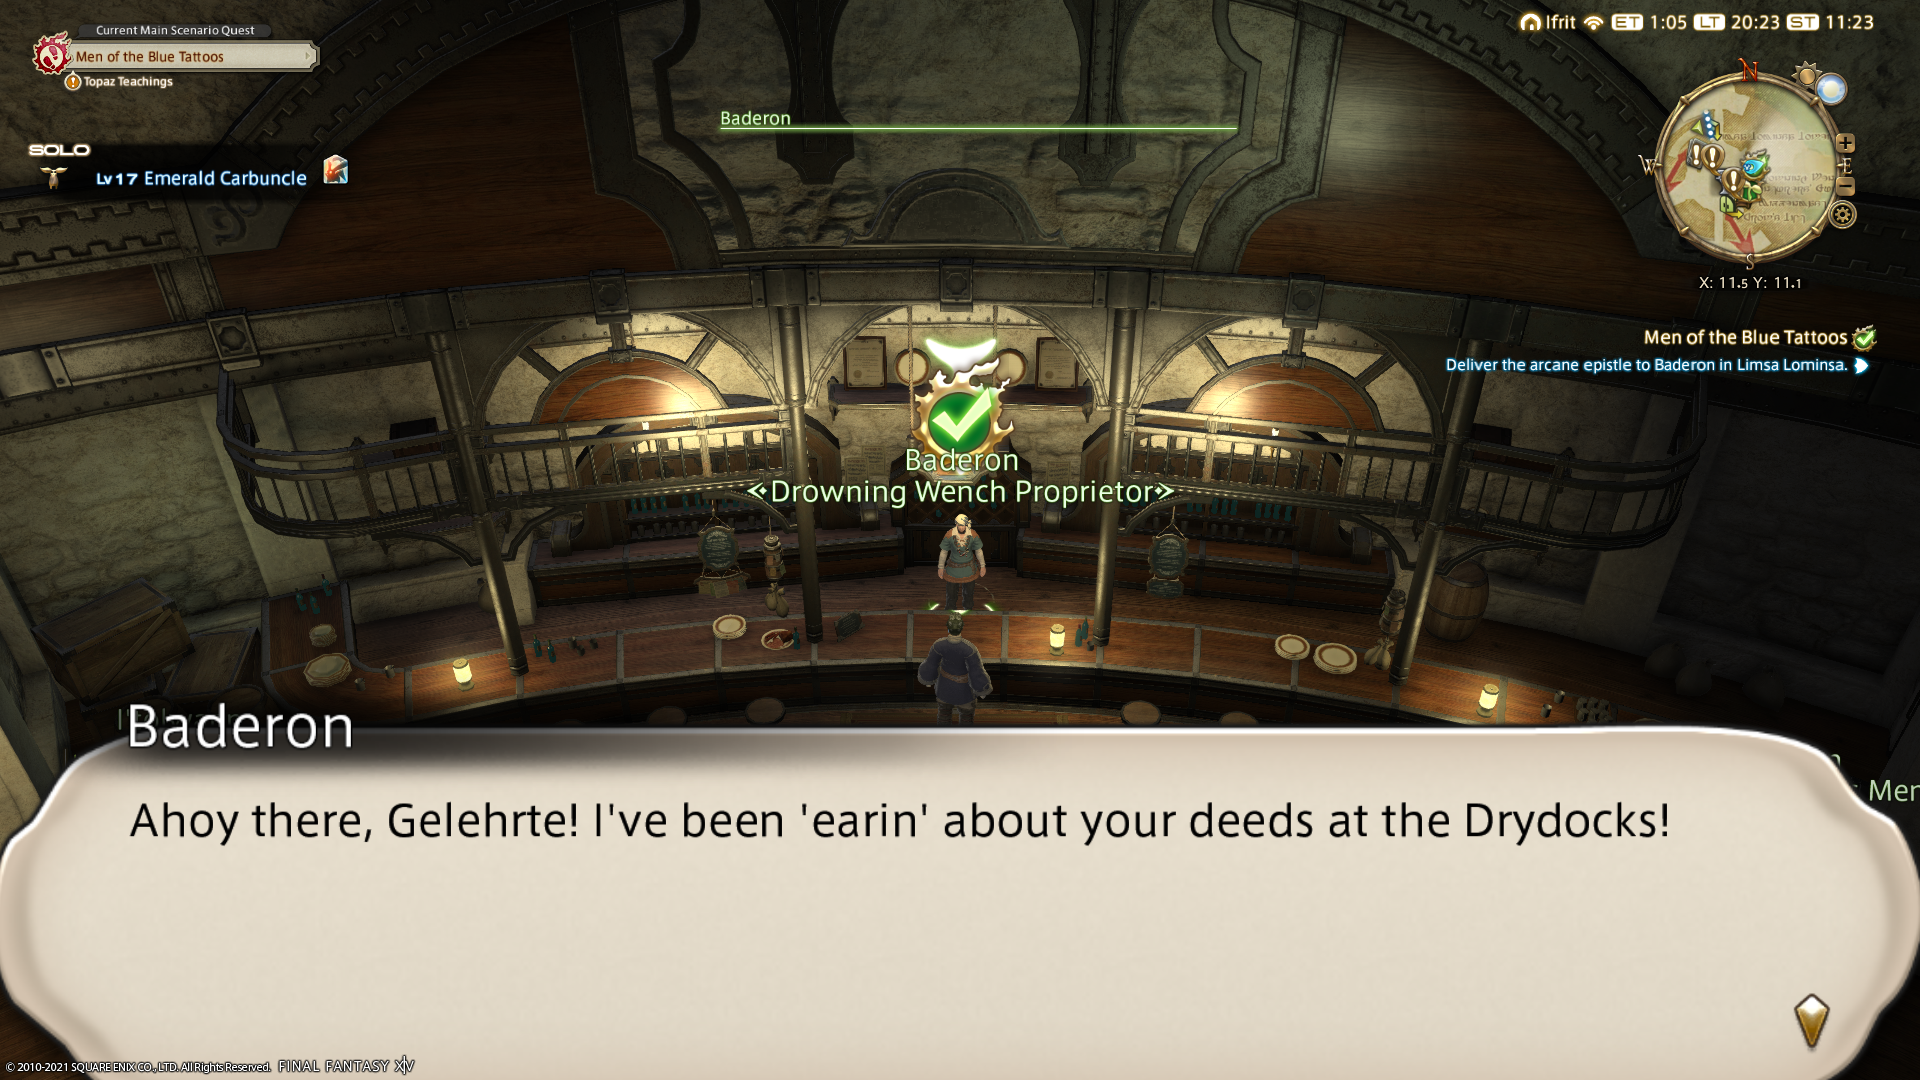 Current Main Scenario Quest
Men of the Blue Tattoos
Topaz Teachings
SOLO
Lv17 Emerald Carbuncle
Baderon
Ifrit ET 1:05 LT 20:23 ST 11:23
N
W
E
S
X: 11.5 Y: 11.1
Men of the Blue Tattoos
Deliver the arcane epistle to Baderon in Limsa Lominsa.
Baderon
«Drowning Wench Proprietor»
Baderon
Ahoy there, Gelehrte! I've been 'earin' about your deeds at the Drydocks!
© 2010-2021 SQUARE ENIX CO., LTD. All Rights Reserved. FINAL FANTASY XIV